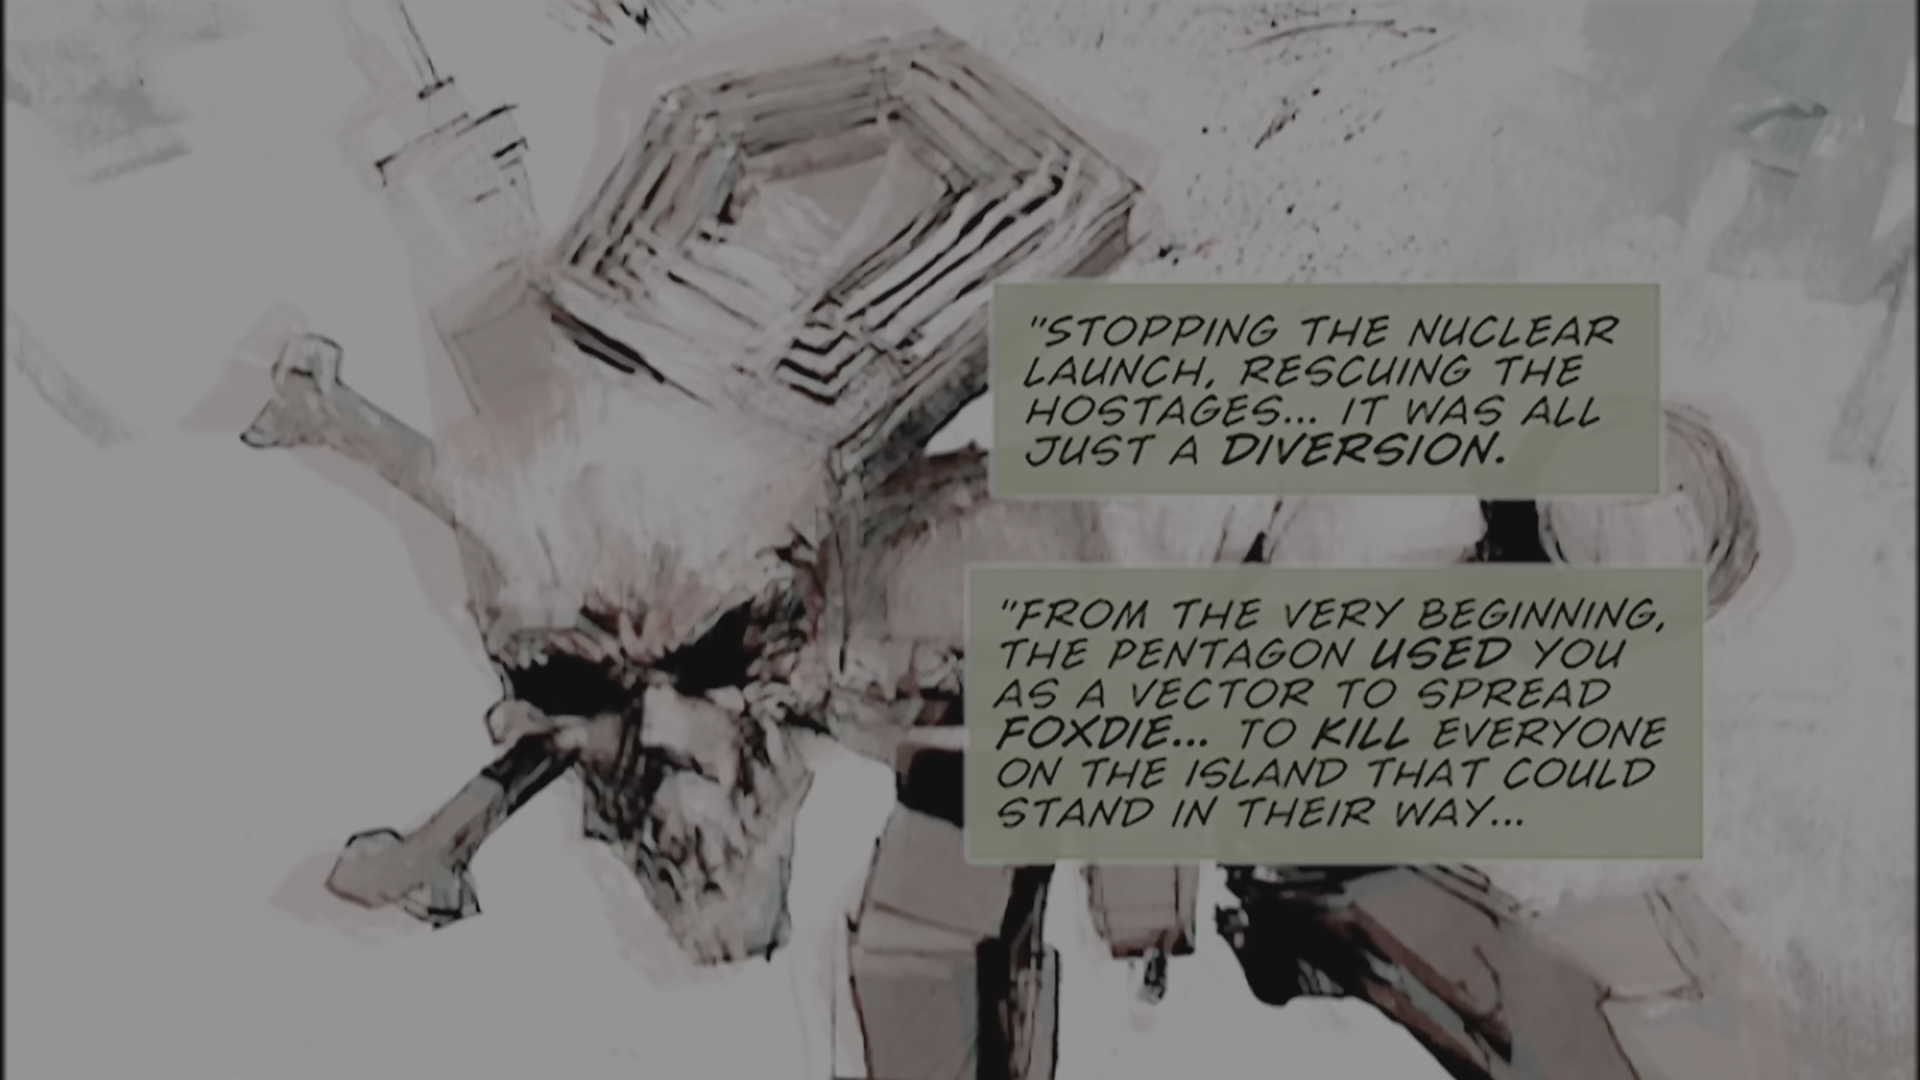 "STOPPING THE NUCLEAR
LAUNCH, RESCUING THE
HOSTAGES... IT WAS ALL
JUST A DIVERSION.
"FROM THE VERY BEGINNING,
THE PENTAGON USED YOU
AS A VECTOR TO SPREAD
FOXDIE... TO KILL EVERYONE
ON THE ISLAND THAT COULD
STAND IN THEIR WAY...